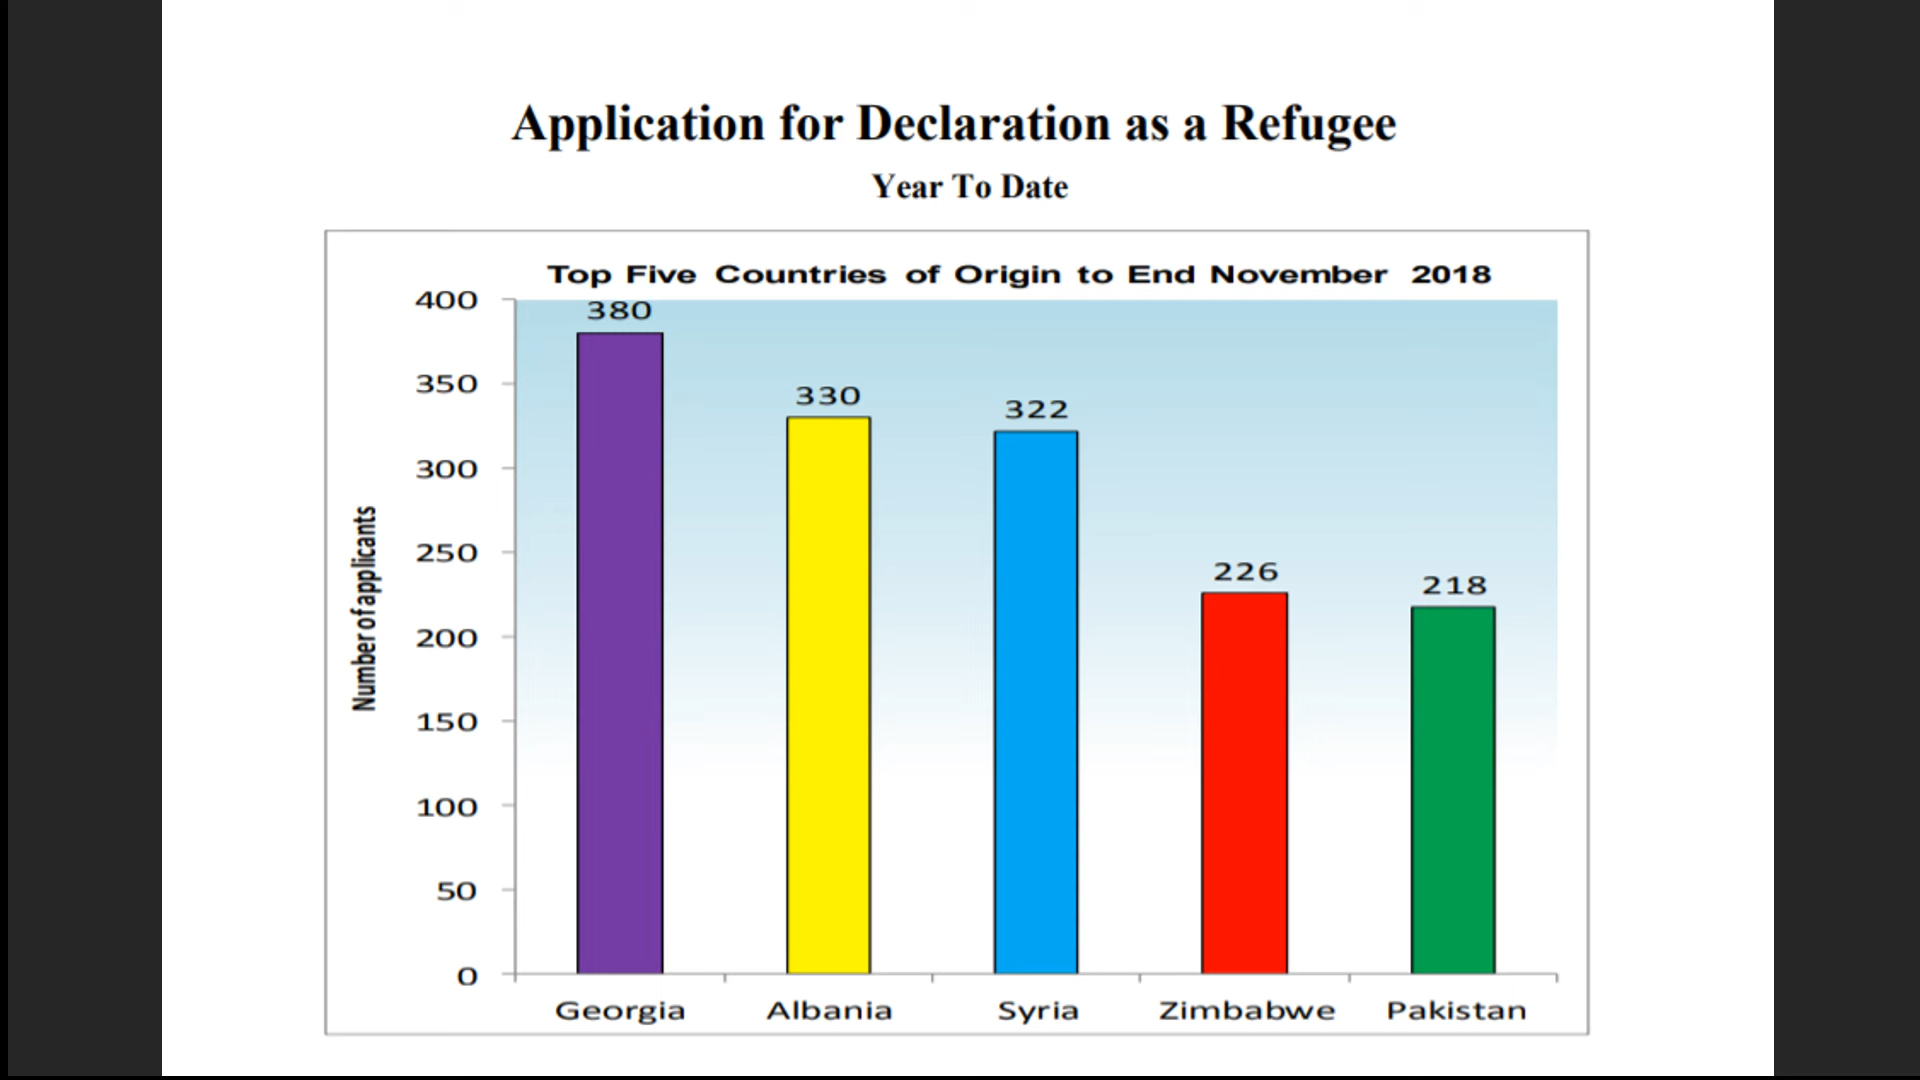 Application for Declaration as a Refugee
Year To Date
Top Five Countries of Origin to End November 2018
Number of applicants
400
350
300
250
200
150
100
50
0
380
330
322
226
218
Georgia Albania Syria Zimbabwe Pakistan